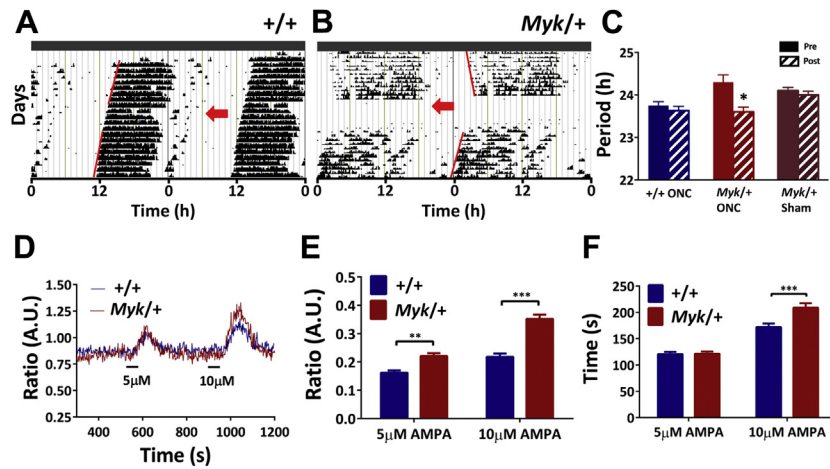 A
+/+
B
Myk/+
C
Days
0 12 0 12 0
Time (h)
0 12 0 12 0
Time (h)
Period (h)
25
24
23
22
Pre
Post
*
+/+ ONC
Myk/+
ONC
Myk/+
Sham
D
+/+
Myk/+
Ratio (A.U.)
1.50
1.25
1.00
0.75
0.50
0.25
5μM
10μM
400 600 800 1000 1200
Time (s)
E
+/+
Myk/+
Ratio (A.U.)
0.5
0.4
0.3
0.2
0.1
0.0
**
***
5μM AMPA
10μM AMPA
F
+/+
Myk/+
Time (s)
250
200
150
100
50
0
***
5μM AMPA
10μM AMPA